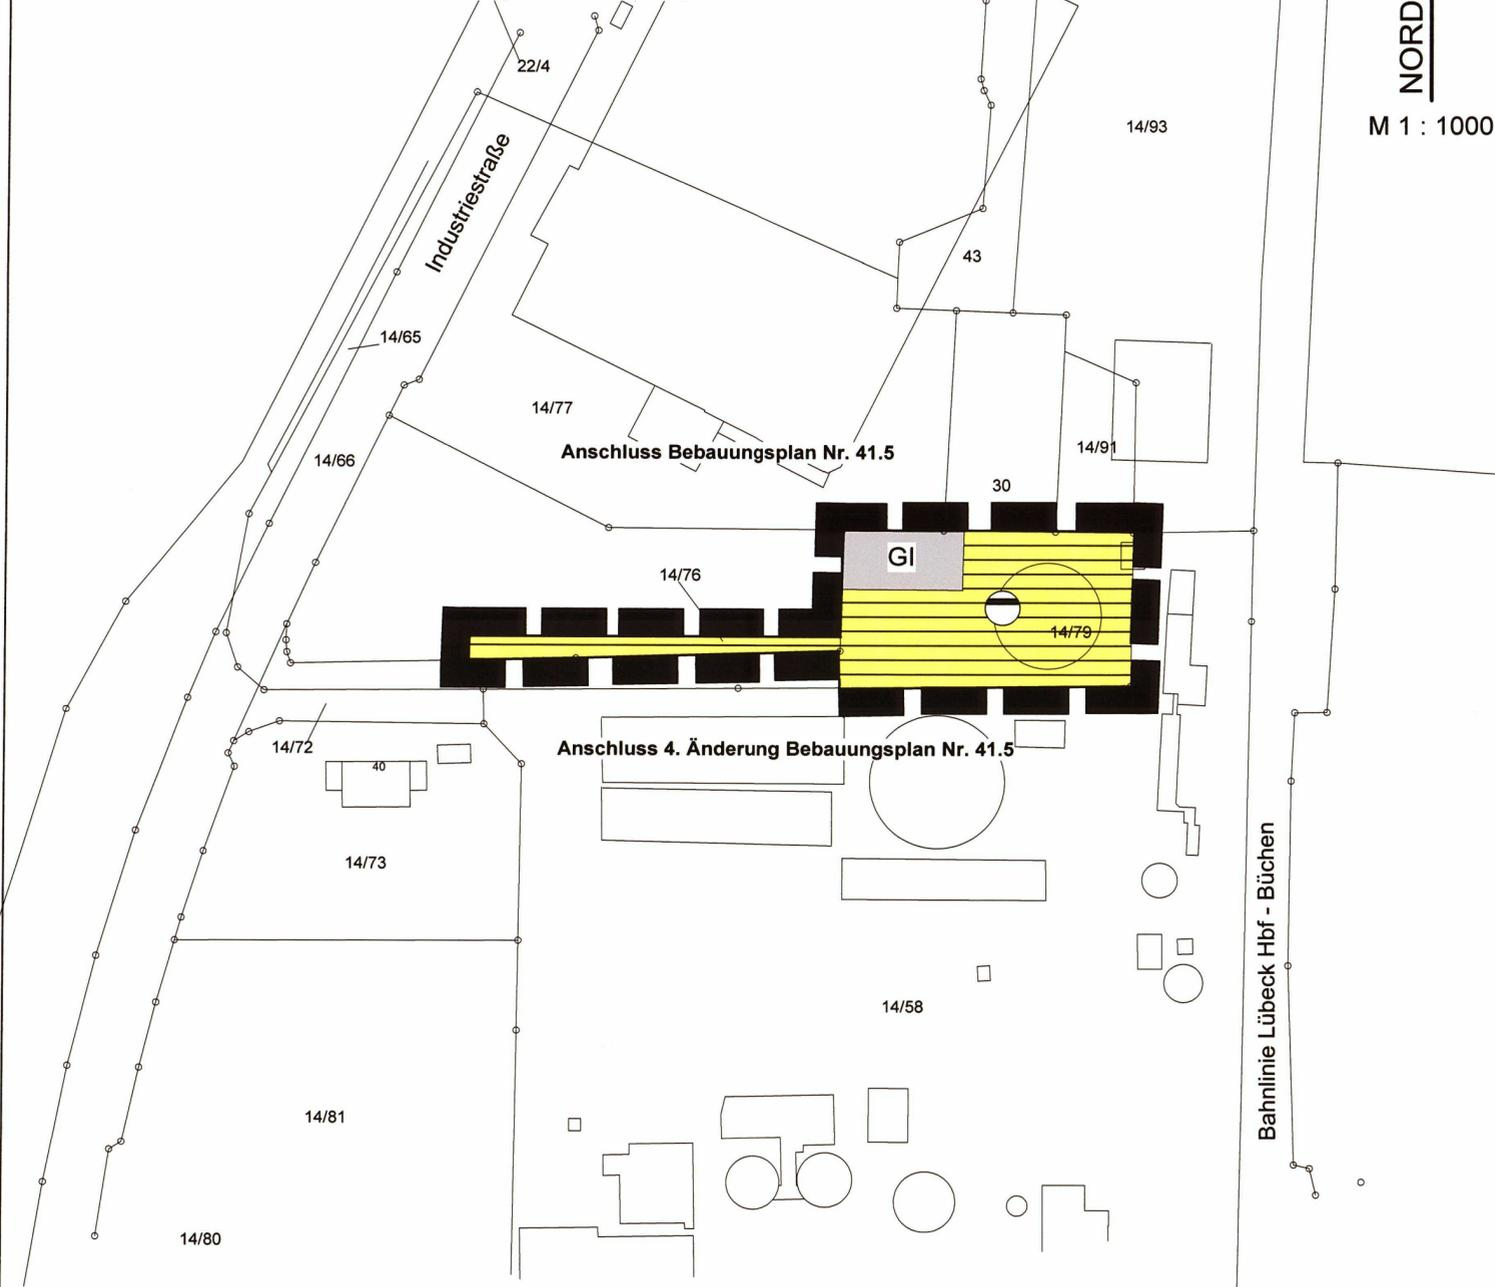 NORD
M 1 : 1000
22/4
14/93
Industriestraße
43
14/65
14/77
14/66
Anschluss Bebauungsplan Nr. 41.5
14/91
30
GI
14/76
14/79
14/72
Anschluss 4. Änderung Bebauungsplan Nr. 41.5
40
14/73
Bahnlinie Lübeck Hbf - Büchen
14/58
14/81
14/80